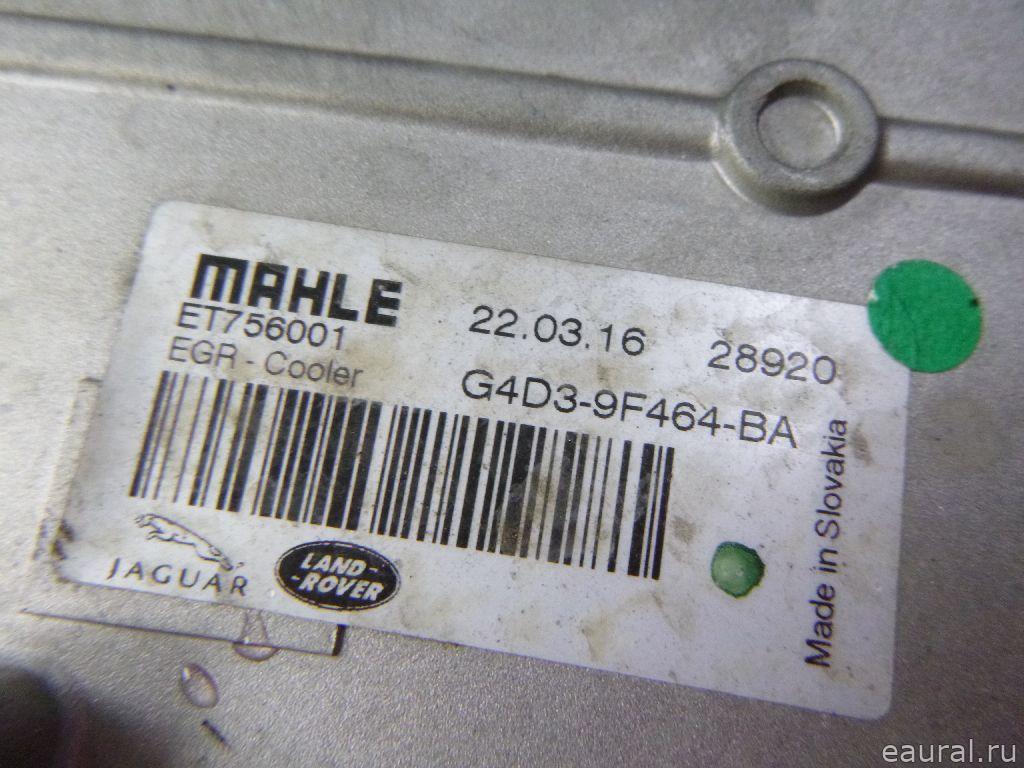 MAHLE
ET756001
EGR - Cooler
22.03.16
28920
G4D3-9F464-BA
Made in Slovakia
JAGUAR
LAND-
-ROVER
eaural.ru